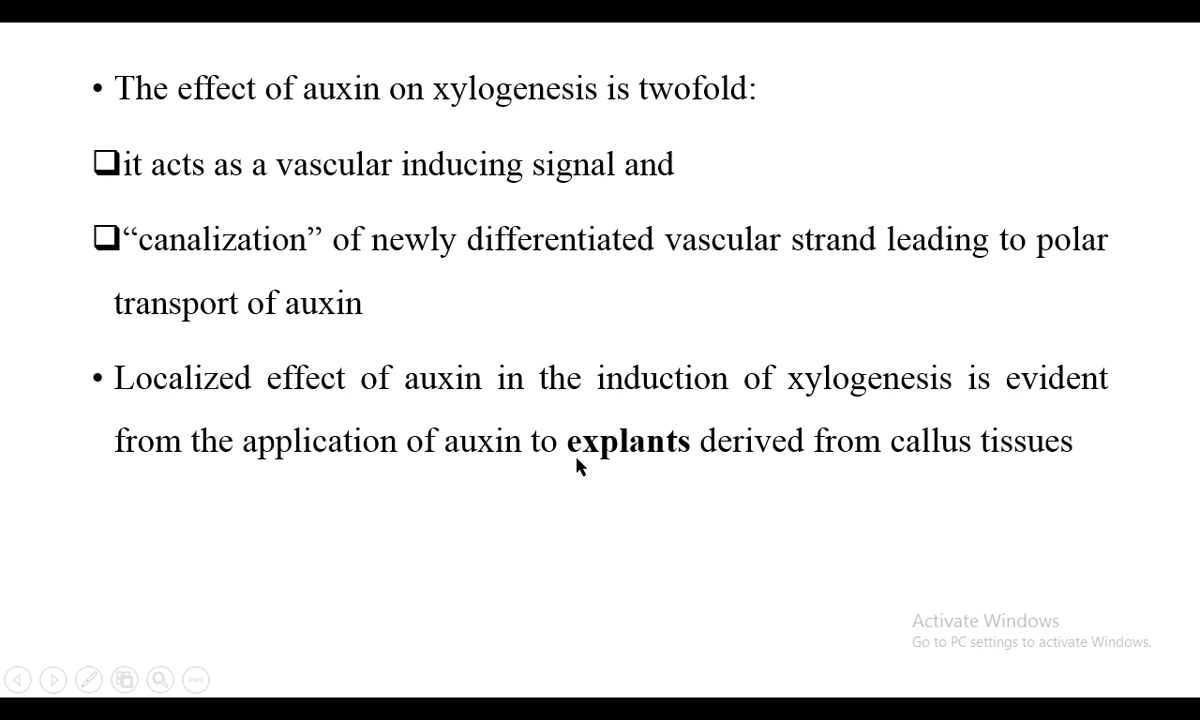 • The effect of auxin on xylogenesis is twofold:
❑it acts as a vascular inducing signal and
❑“canalization” of newly differentiated vascular strand leading to polar
transport of auxin
• Localized effect of auxin in the induction of xylogenesis is evident
from the application of auxin to explants derived from callus tissues
Activate Windows
Go to PC settings to activate Windows.